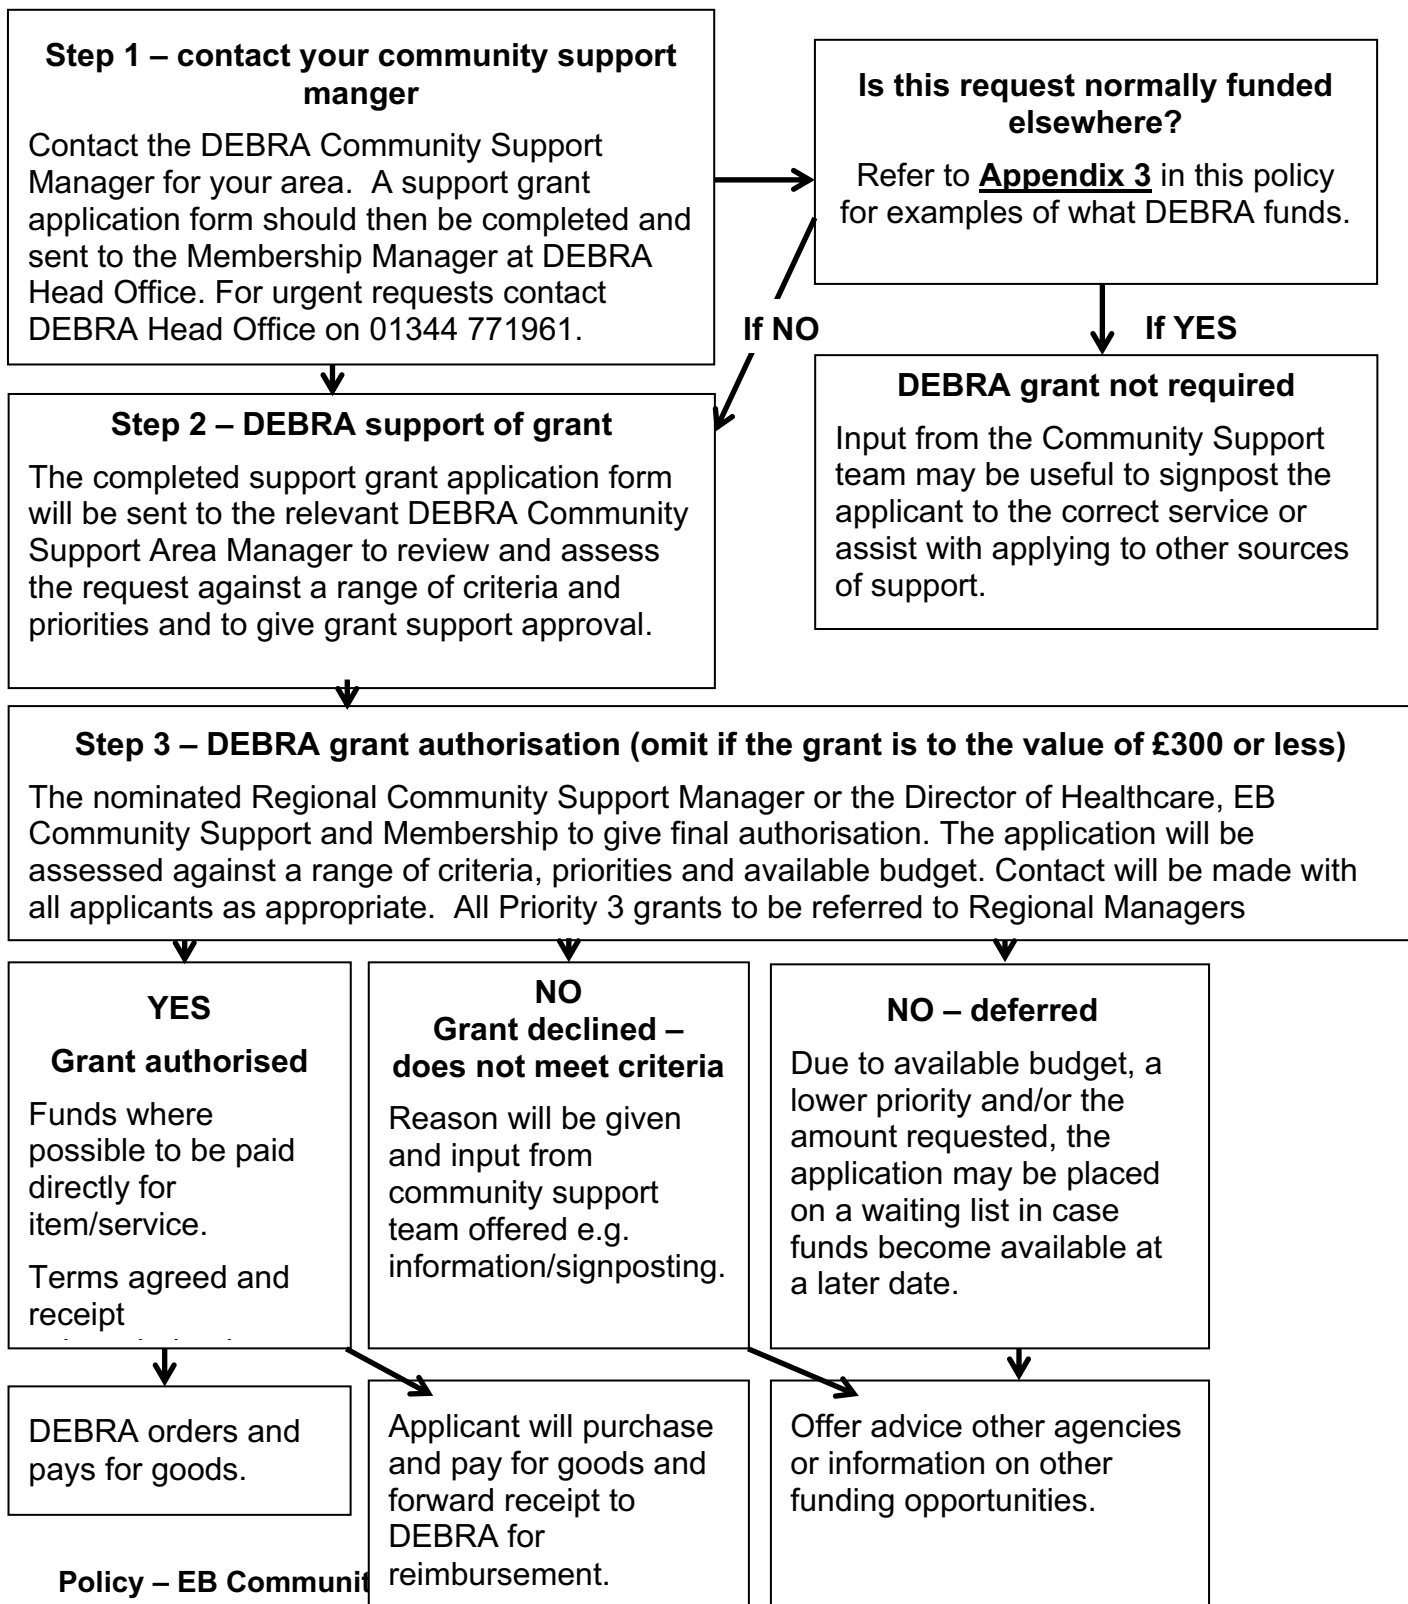 Step 1 – contact your community support
manger
Contact the DEBRA Community Support
Manager for your area.  A support grant
application form should then be completed and
sent to the Membership Manager at DEBRA
Head Office. For urgent requests contact
DEBRA Head Office on 01344 771961.
Is this request normally funded
elsewhere?
Refer to Appendix 3 in this policy
for examples of what DEBRA funds.
If NO
If YES
DEBRA grant not required
Input from the Community Support
team may be useful to signpost the
applicant to the correct service or
assist with applying to other sources
of support.
Step 2 – DEBRA support of grant
The completed support grant application form
will be sent to the relevant DEBRA Community
Support Area Manager to review and assess
the request against a range of criteria and
priorities and to give grant support approval.
Step 3 – DEBRA grant authorisation (omit if the grant is to the value of £300 or less)
The nominated Regional Community Support Manager or the Director of Healthcare, EB
Community Support and Membership to give final authorisation. The application will be
assessed against a range of criteria, priorities and available budget. Contact will be made with
all applicants as appropriate.  All Priority 3 grants to be referred to Regional Managers
YES
Grant authorised
Funds where
possible to be paid
directly for
item/service.
Terms agreed and
receipt
NO
Grant declined –
does not meet criteria
Reason will be given
and input from
community support
team offered e.g.
information/signposting.
NO – deferred
Due to available budget, a
lower priority and/or the
amount requested, the
application may be placed
on a waiting list in case
funds become available at
a later date.
DEBRA orders and
pays for goods.
Applicant will purchase
and pay for goods and
forward receipt to
DEBRA for
reimbursement.
Offer advice other agencies
or information on other
funding opportunities.
Policy – EB Communit